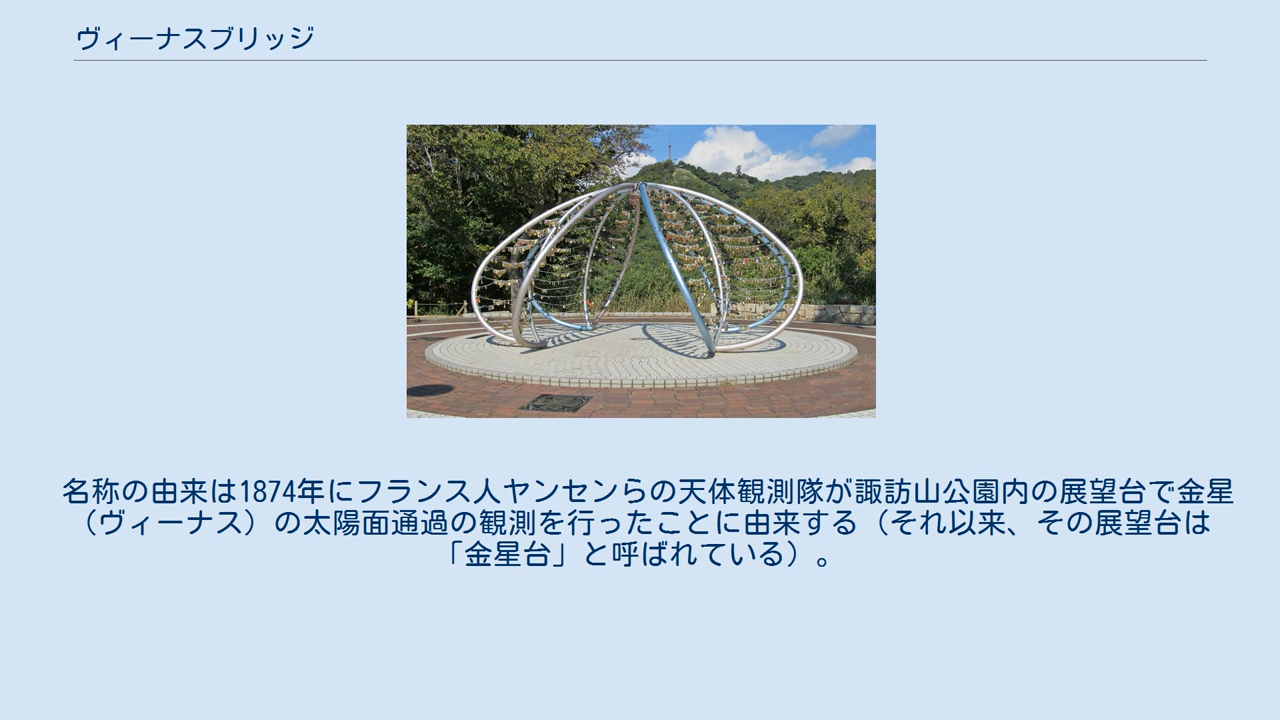 ヴィーナスブリッジ
名称の由来は1874年にフランス人ヤンセンらの天体観測隊が諏訪山公園内の展望台で金星
（ヴィーナス）の太陽面通過の観測を行ったことに由来する（それ以来、その展望台は
「金星台」と呼ばれている）。